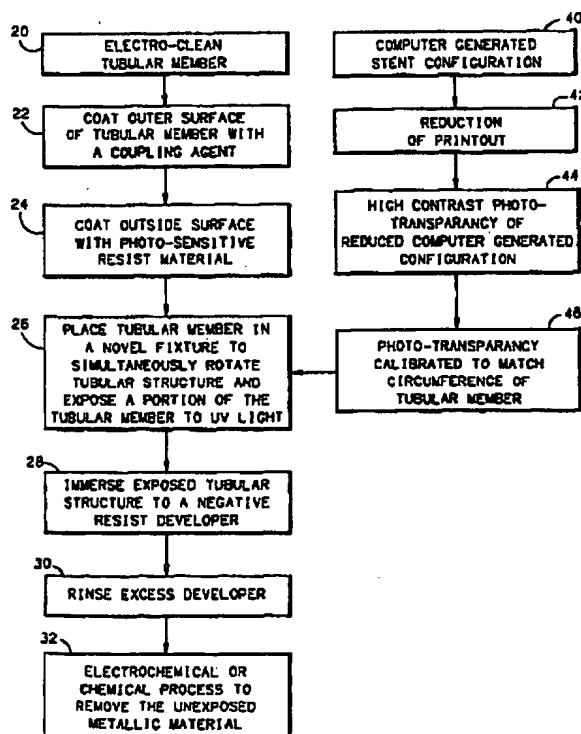 20
ELECTRO-CLEAN
TUBULAR MEMBER
22
COAT OUTER SURFACE
OF TUBULAR MEMBER WITH
A COUPLING AGENT
24
COAT OUTSIDE SURFACE
WITH PHOTO-SENSITIVE
RESIST MATERIAL
26
PLACE TUBULAR MEMBER IN
A NOVEL FIXTURE TO
SIMULTANEOUSLY ROTATE
TUBULAR STRUCTURE AND
EXPOSE A PORTION OF THE
TUBULAR MEMBER TO UV LIGHT
28
IMMERSE EXPOSED TUBULAR
STRUCTURE TO A NEGATIVE
RESIST DEVELOPER
30
RINSE EXCESS DEVELOPER
32
ELECTROCHEMICAL OR
CHEMICAL PROCESS TO
REMOVE THE UNEXPOSED
METALLIC MATERIAL
40
COMPUTER GENERATED
STENT CONFIGURATION
42
REDUCTION
OF PRINTOUT
44
HIGH CONTRAST PHOTO-
TRANSPARANCY OF
REDUCED COMPUTER GENERATED
CONFIGURATION
46
PHOTO-TRANSPARANCY
CALIBRATED TO MATCH
CIRCUMFERENCE OF
TUBULAR MEMBER